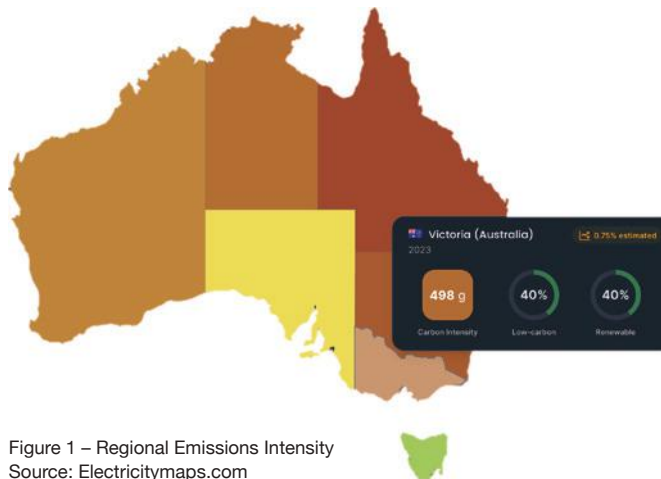 Victoria (Australia)
0.75% estimated
2023
498 g
40%
40%
Carbon Intensity
Low-carbon
Renewable
Figure 1 – Regional Emissions Intensity
Source: Electricitymaps.com